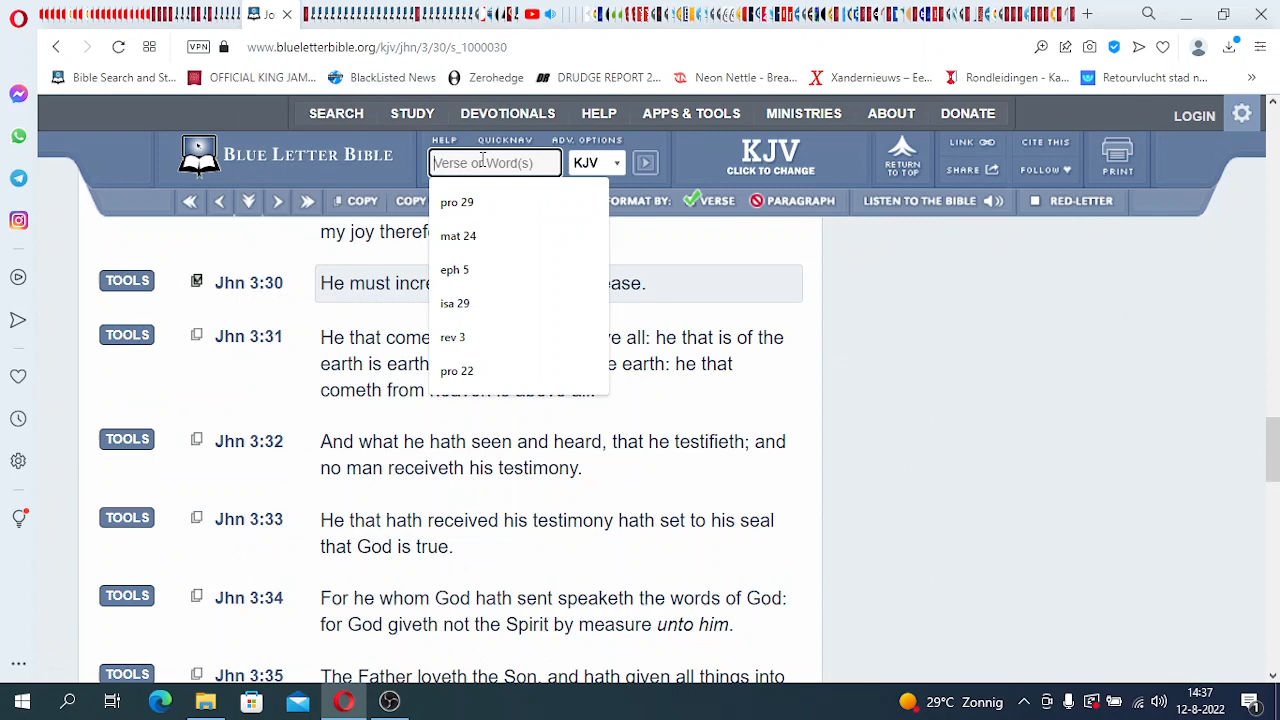 Jo
VPN
www.blueletterbible.org/kjv/jhn/3/30/s_1000030
Bible Search and St...
OFFICIAL KING JAM...
BlackListed News
Zerohedge
DRUDGE REPORT 2...
Neon Nettle - Brea...
Xandernieuws – Ee...
Rondleidingen - Ka...
Retourvlucht stad n...
SEARCH
STUDY
DEVOTIONALS
HELP
APPS & TOOLS
MINISTRIES
ABOUT
DONATE
LOGIN
BLUE LETTER BIBLE
HELP
QUICKNAV
ADV. OPTIONS
Verse or Word(s)
KJV
KJV
CLICK TO CHANGE
RETURN
TO TOP
LINK
CITE THIS
SHARE
FOLLOW
PRINT
COPY
COPY
FORMAT BY:
VERSE
PARAGRAPH
LISTEN TO THE BIBLE
RED-LETTER
pro 29
mat 24
eph 5
isa 29
rev 3
pro 22
my joy theref
TOOLS
Jhn 3:30
He must incre ease.
TOOLS
Jhn 3:31
He that come e all: he that is of the
earth is earth e earth: he that
cometh from heaven is above all.
TOOLS
Jhn 3:32
And what he hath seen and heard, that he testifieth; and
no man receiveth his testimony.
TOOLS
Jhn 3:33
He that hath received his testimony hath set to his seal
that God is true.
TOOLS
Jhn 3:34
For he whom God hath sent speaketh the words of God:
for God giveth not the Spirit by measure unto him.
TOOLS
Jhn 3:35
The Father loveth the Son, and hath given all things into
29°C Zonnig
14:37
12-8-2022
1